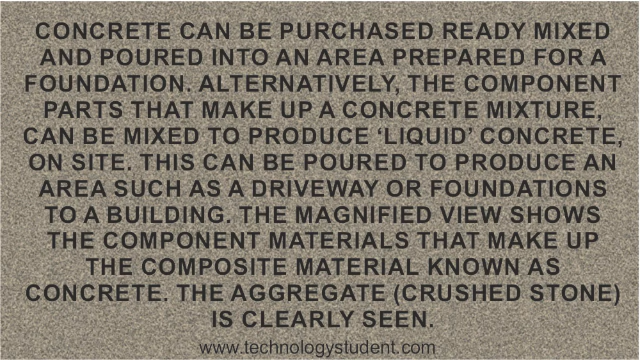 CONCRETE CAN BE PURCHASED READY MIXED
AND POURED INTO AN AREA PREPARED FOR A
FOUNDATION. ALTERNATIVELY, THE COMPONENT
PARTS THAT MAKE UP A CONCRETE MIXTURE,
CAN BE MIXED TO PRODUCE ‘LIQUID’ CONCRETE,
ON SITE. THIS CAN BE POURED TO PRODUCE AN
AREA SUCH AS A DRIVEWAY OR FOUNDATIONS
TO A BUILDING. THE MAGNIFIED VIEW SHOWS
THE COMPONENT MATERIALS THAT MAKE UP
THE COMPOSITE MATERIAL KNOWN AS
CONCRETE. THE AGGREGATE (CRUSHED STONE)
IS CLEARLY SEEN.
www.technologystudent.com